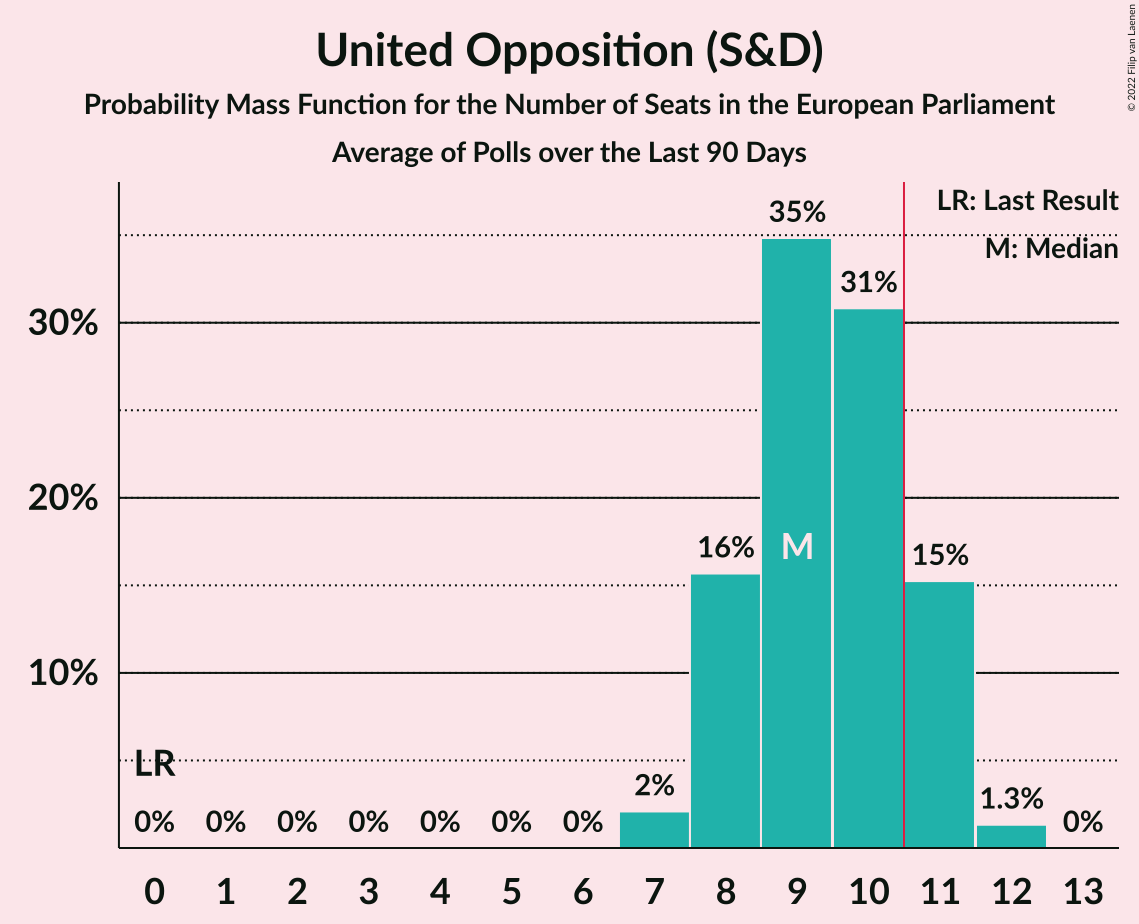 United Opposition (S&D)
Probability Mass Function for the Number of Seats in the European Parliament
Average of Polls over the Last 90 Days
© 2022 Filip van Laenen
LR: Last Result
M: Median
35%
31%
30%
20%
16%
M
15%
10%
LR
2%
1.3%
0% 0% 0% 0% 0% 0% 0% 0%
0 1 2 3 4 5 6 7 8 9 10 11 12 13